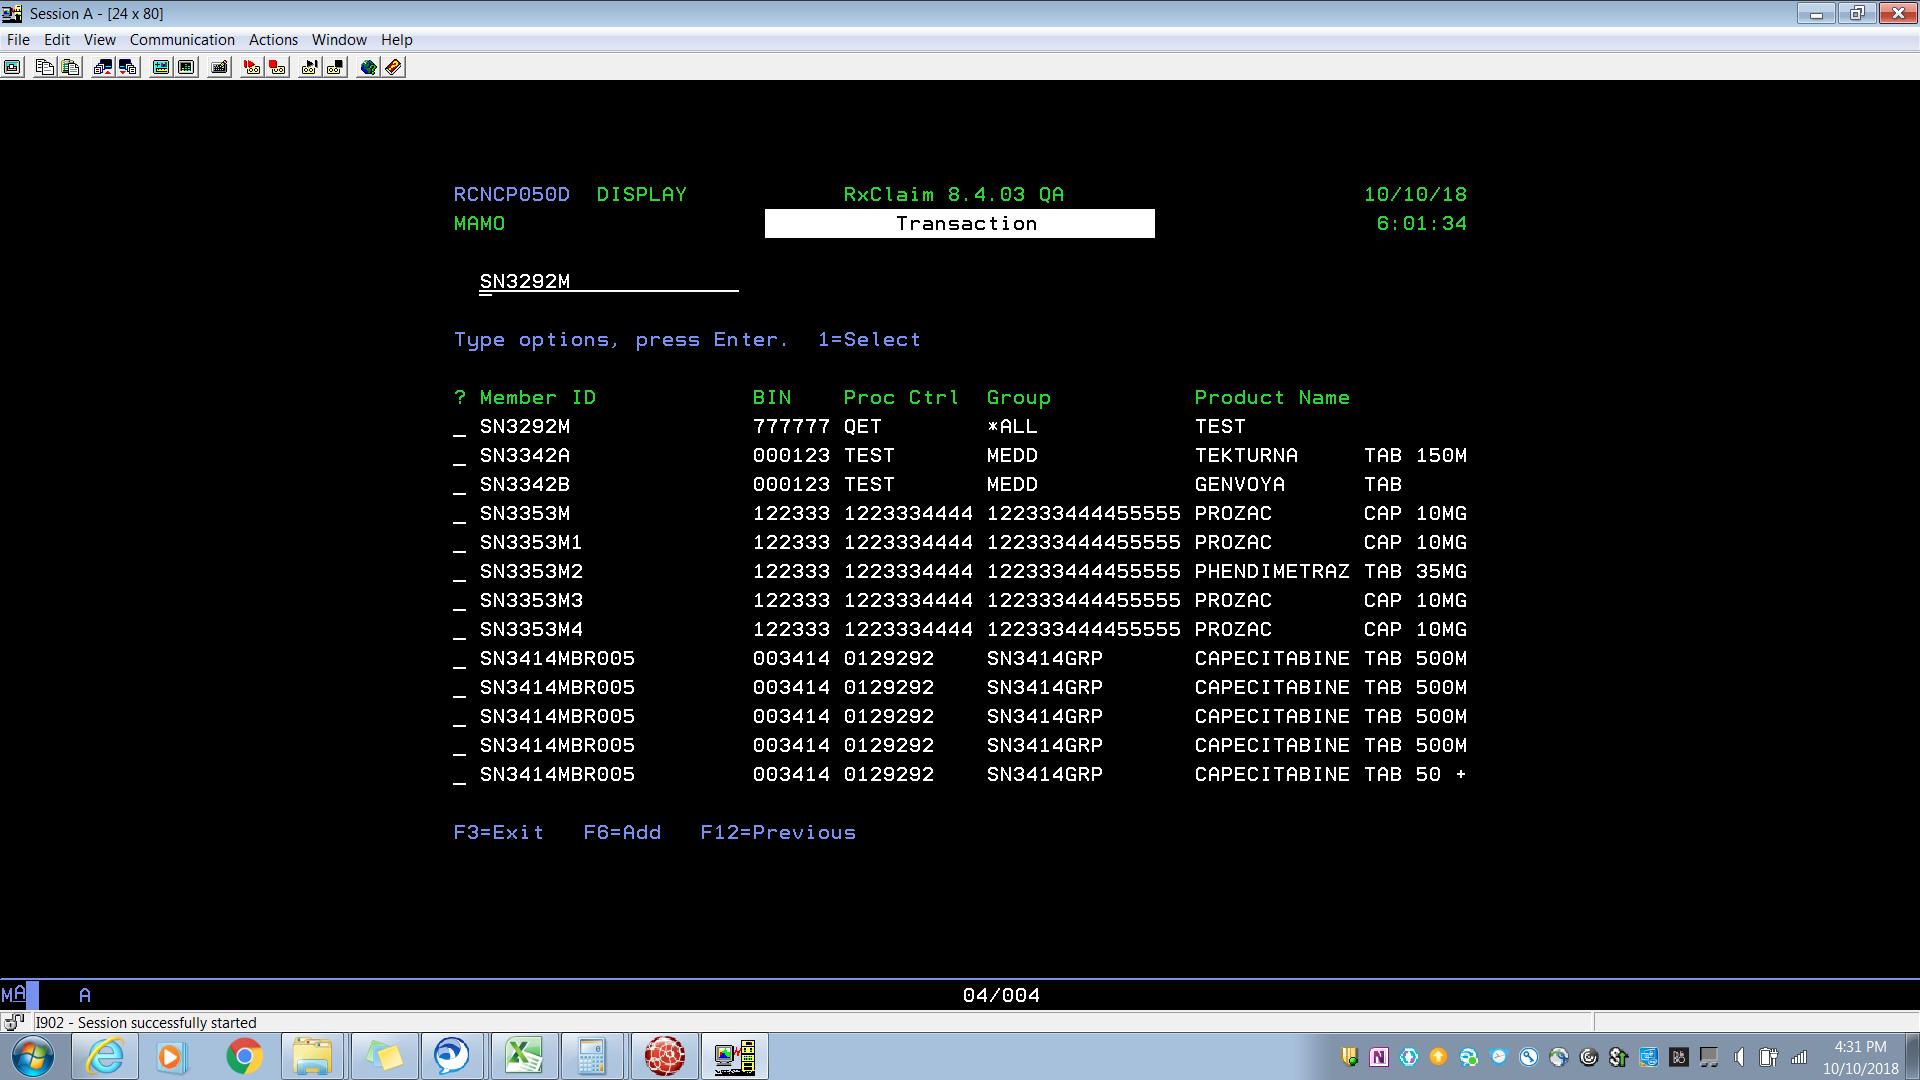 Session A - [24 x 80]
File Edit View Communication Actions Window Help
RCNCP050D DISPLAY RxClaim 8.4.03 QA 10/10/18
MAMO Transaction 6:01:34
SN3292M
Type options, press Enter. 1=Select
? Member ID BIN Proc Ctrl Group Product Name
_ SN3292M 777777 QET *ALL TEST
_ SN3342A 000123 TEST MEDD TEKTURNA TAB 150M
_ SN3342B 000123 TEST MEDD GENVOYA TAB
_ SN3353M 122333 1223334444 122333444455555 PROZAC CAP 10MG
_ SN3353M1 122333 1223334444 122333444455555 PROZAC CAP 10MG
_ SN3353M2 122333 1223334444 122333444455555 PHENDIMETRAZ TAB 35MG
_ SN3353M3 122333 1223334444 122333444455555 PROZAC CAP 10MG
_ SN3353M4 122333 1223334444 122333444455555 PROZAC CAP 10MG
_ SN3414MBR005 003414 0129292 SN3414GRP CAPECITABINE TAB 500M
_ SN3414MBR005 003414 0129292 SN3414GRP CAPECITABINE TAB 500M
_ SN3414MBR005 003414 0129292 SN3414GRP CAPECITABINE TAB 500M
_ SN3414MBR005 003414 0129292 SN3414GRP CAPECITABINE TAB 500M
_ SN3414MBR005 003414 0129292 SN3414GRP CAPECITABINE TAB 50 +
F3=Exit F6=Add F12=Previous
MA A 04/004
I902 - Session successfully started
4:31 PM
10/10/2018